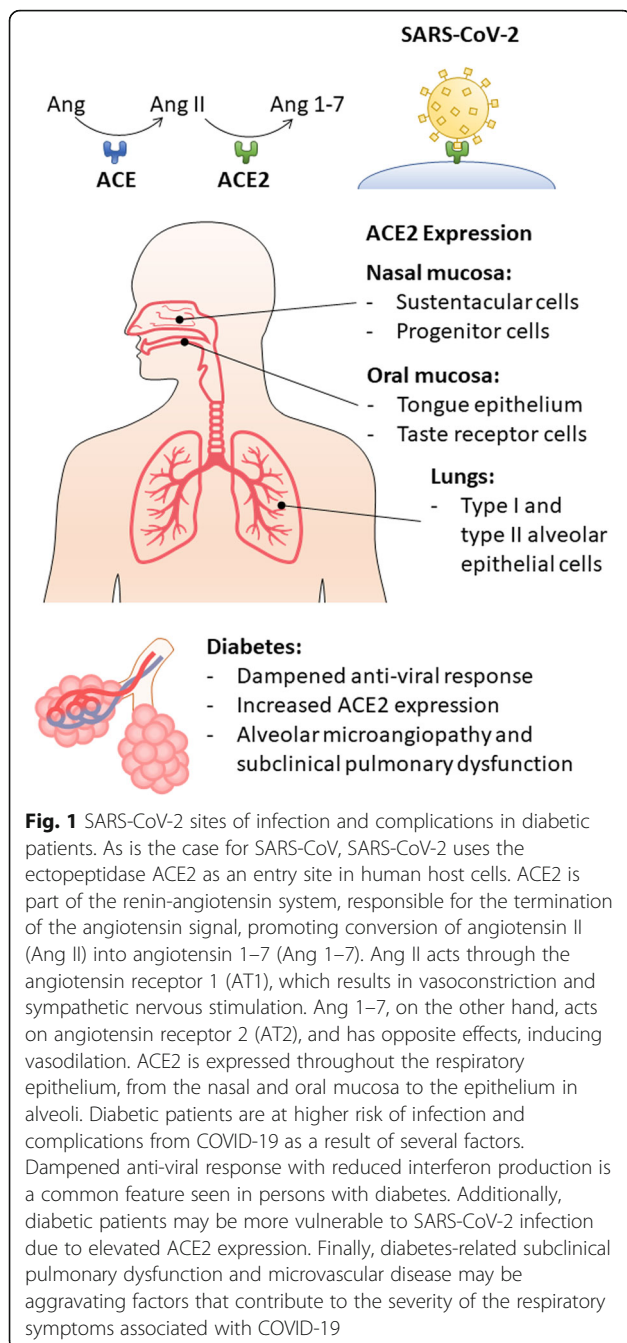 SARS-CoV-2
Ang Ang II Ang 1-7
ACE ACE2
ACE2 Expression
Nasal mucosa:
- Sustentacular cells
- Progenitor cells
Oral mucosa:
- Tongue epithelium
- Taste receptor cells
Lungs:
- Type I and
type II alveolar
epithelial cells
Diabetes:
- Dampened anti-viral response
- Increased ACE2 expression
- Alveolar microangiopathy and
subclinical pulmonary dysfunction
Fig. 1 SARS-CoV-2 sites of infection and complications in diabetic
patients. As is the case for SARS-CoV, SARS-CoV-2 uses the
ectopeptidase ACE2 as an entry site in human host cells. ACE2 is
part of the renin-angiotensin system, responsible for the termination
of the angiotensin signal, promoting conversion of angiotensin II
(Ang II) into angiotensin 1–7 (Ang 1–7). Ang II acts through the
angiotensin receptor 1 (AT1), which results in vasoconstriction and
sympathetic nervous stimulation. Ang 1–7, on the other hand, acts
on angiotensin receptor 2 (AT2), and has opposite effects, inducing
vasodilation. ACE2 is expressed throughout the respiratory
epithelium, from the nasal and oral mucosa to the epithelium in
alveoli. Diabetic patients are at higher risk of infection and
complications from COVID-19 as a result of several factors.
Dampened anti-viral response with reduced interferon production is
a common feature seen in persons with diabetes. Additionally,
diabetic patients may be more vulnerable to SARS-CoV-2 infection
due to elevated ACE2 expression. Finally, diabetes-related subclinical
pulmonary dysfunction and microvascular disease may be
aggravating factors that contribute to the severity of the respiratory
symptoms associated with COVID-19